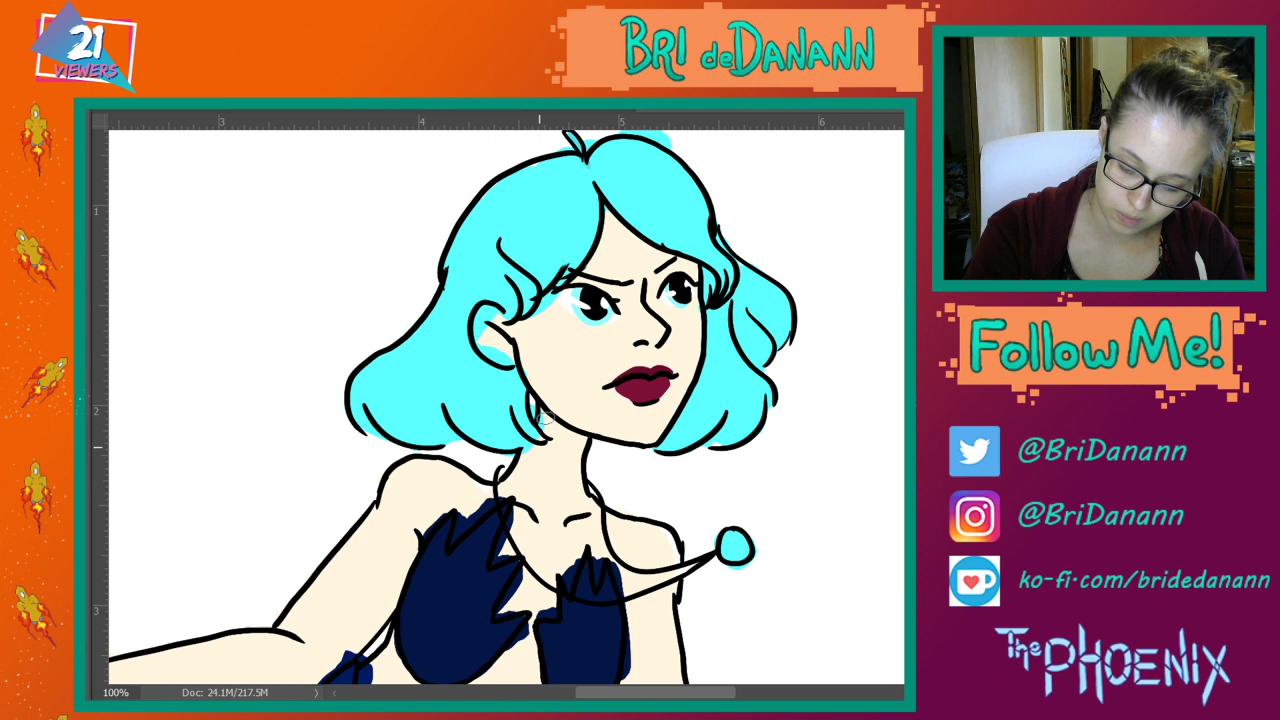 21
VIEWERS
BRI deDANANN
3 4 5 6
1
2
3
Follow Me!
@BriDanann
@BriDanann
ko-fi.com/bridedanann
The PHOENIX
100% Doc: 24.1M/217.5M